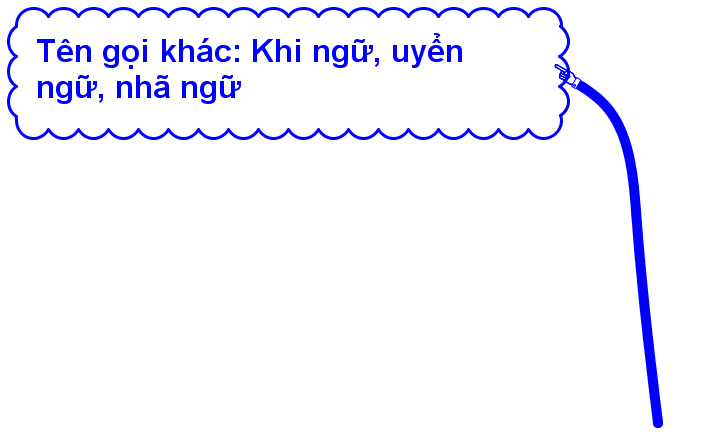 Tên gọi khác: Khi ngữ, uyển
ngữ, nhã ngữ